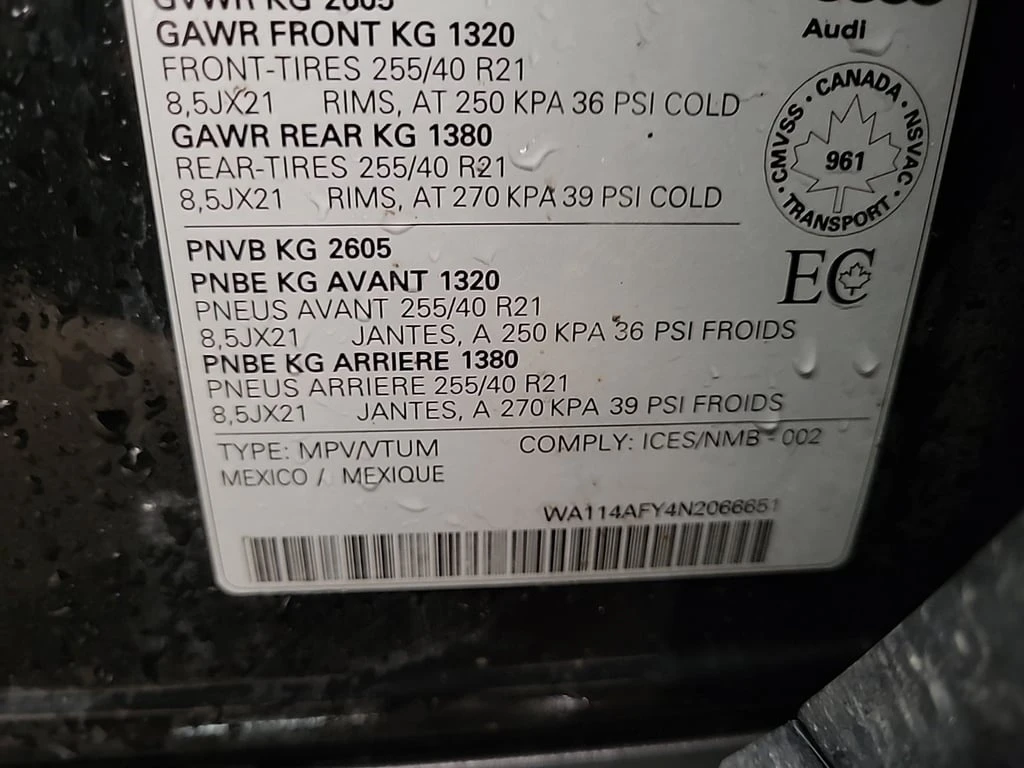 GVWR KG 2605
Audi
GAWR FRONT KG 1320
FRONT-TIRES 255/40 R21
8,5JX21 RIMS, AT 250 KPA 36 PSI COLD
GAWR REAR KG 1380
REAR-TIRES 255/40 R21
8,5JX21 RIMS, AT 270 KPA 39 PSI COLD
CANADA · NSVAC · TRANSPORT · CMVSS ·
961
PNVB KG 2605
PNBE KG AVANT 1320
PNEUS AVANT 255/40 R21
8,5JX21 JANTES, A 250 KPA 36 PSI FROIDS
PNBE KG ARRIERE 1380
PNEUS ARRIERE 255/40 R21
8,5JX21 JANTES, A 270 KPA 39 PSI FROIDS
EC
TYPE: MPV/VTUM COMPLY: ICES/NMB - 002
MEXICO / MEXIQUE
WA114AFY4N2066651